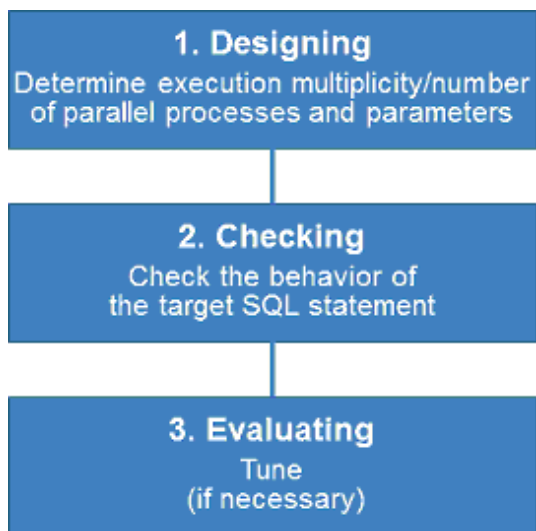 1. Designing
Determine execution multiplicity/number
of parallel processes and parameters
2. Checking
Check the behavior of
the target SQL statement
3. Evaluating
Tune
(if necessary)